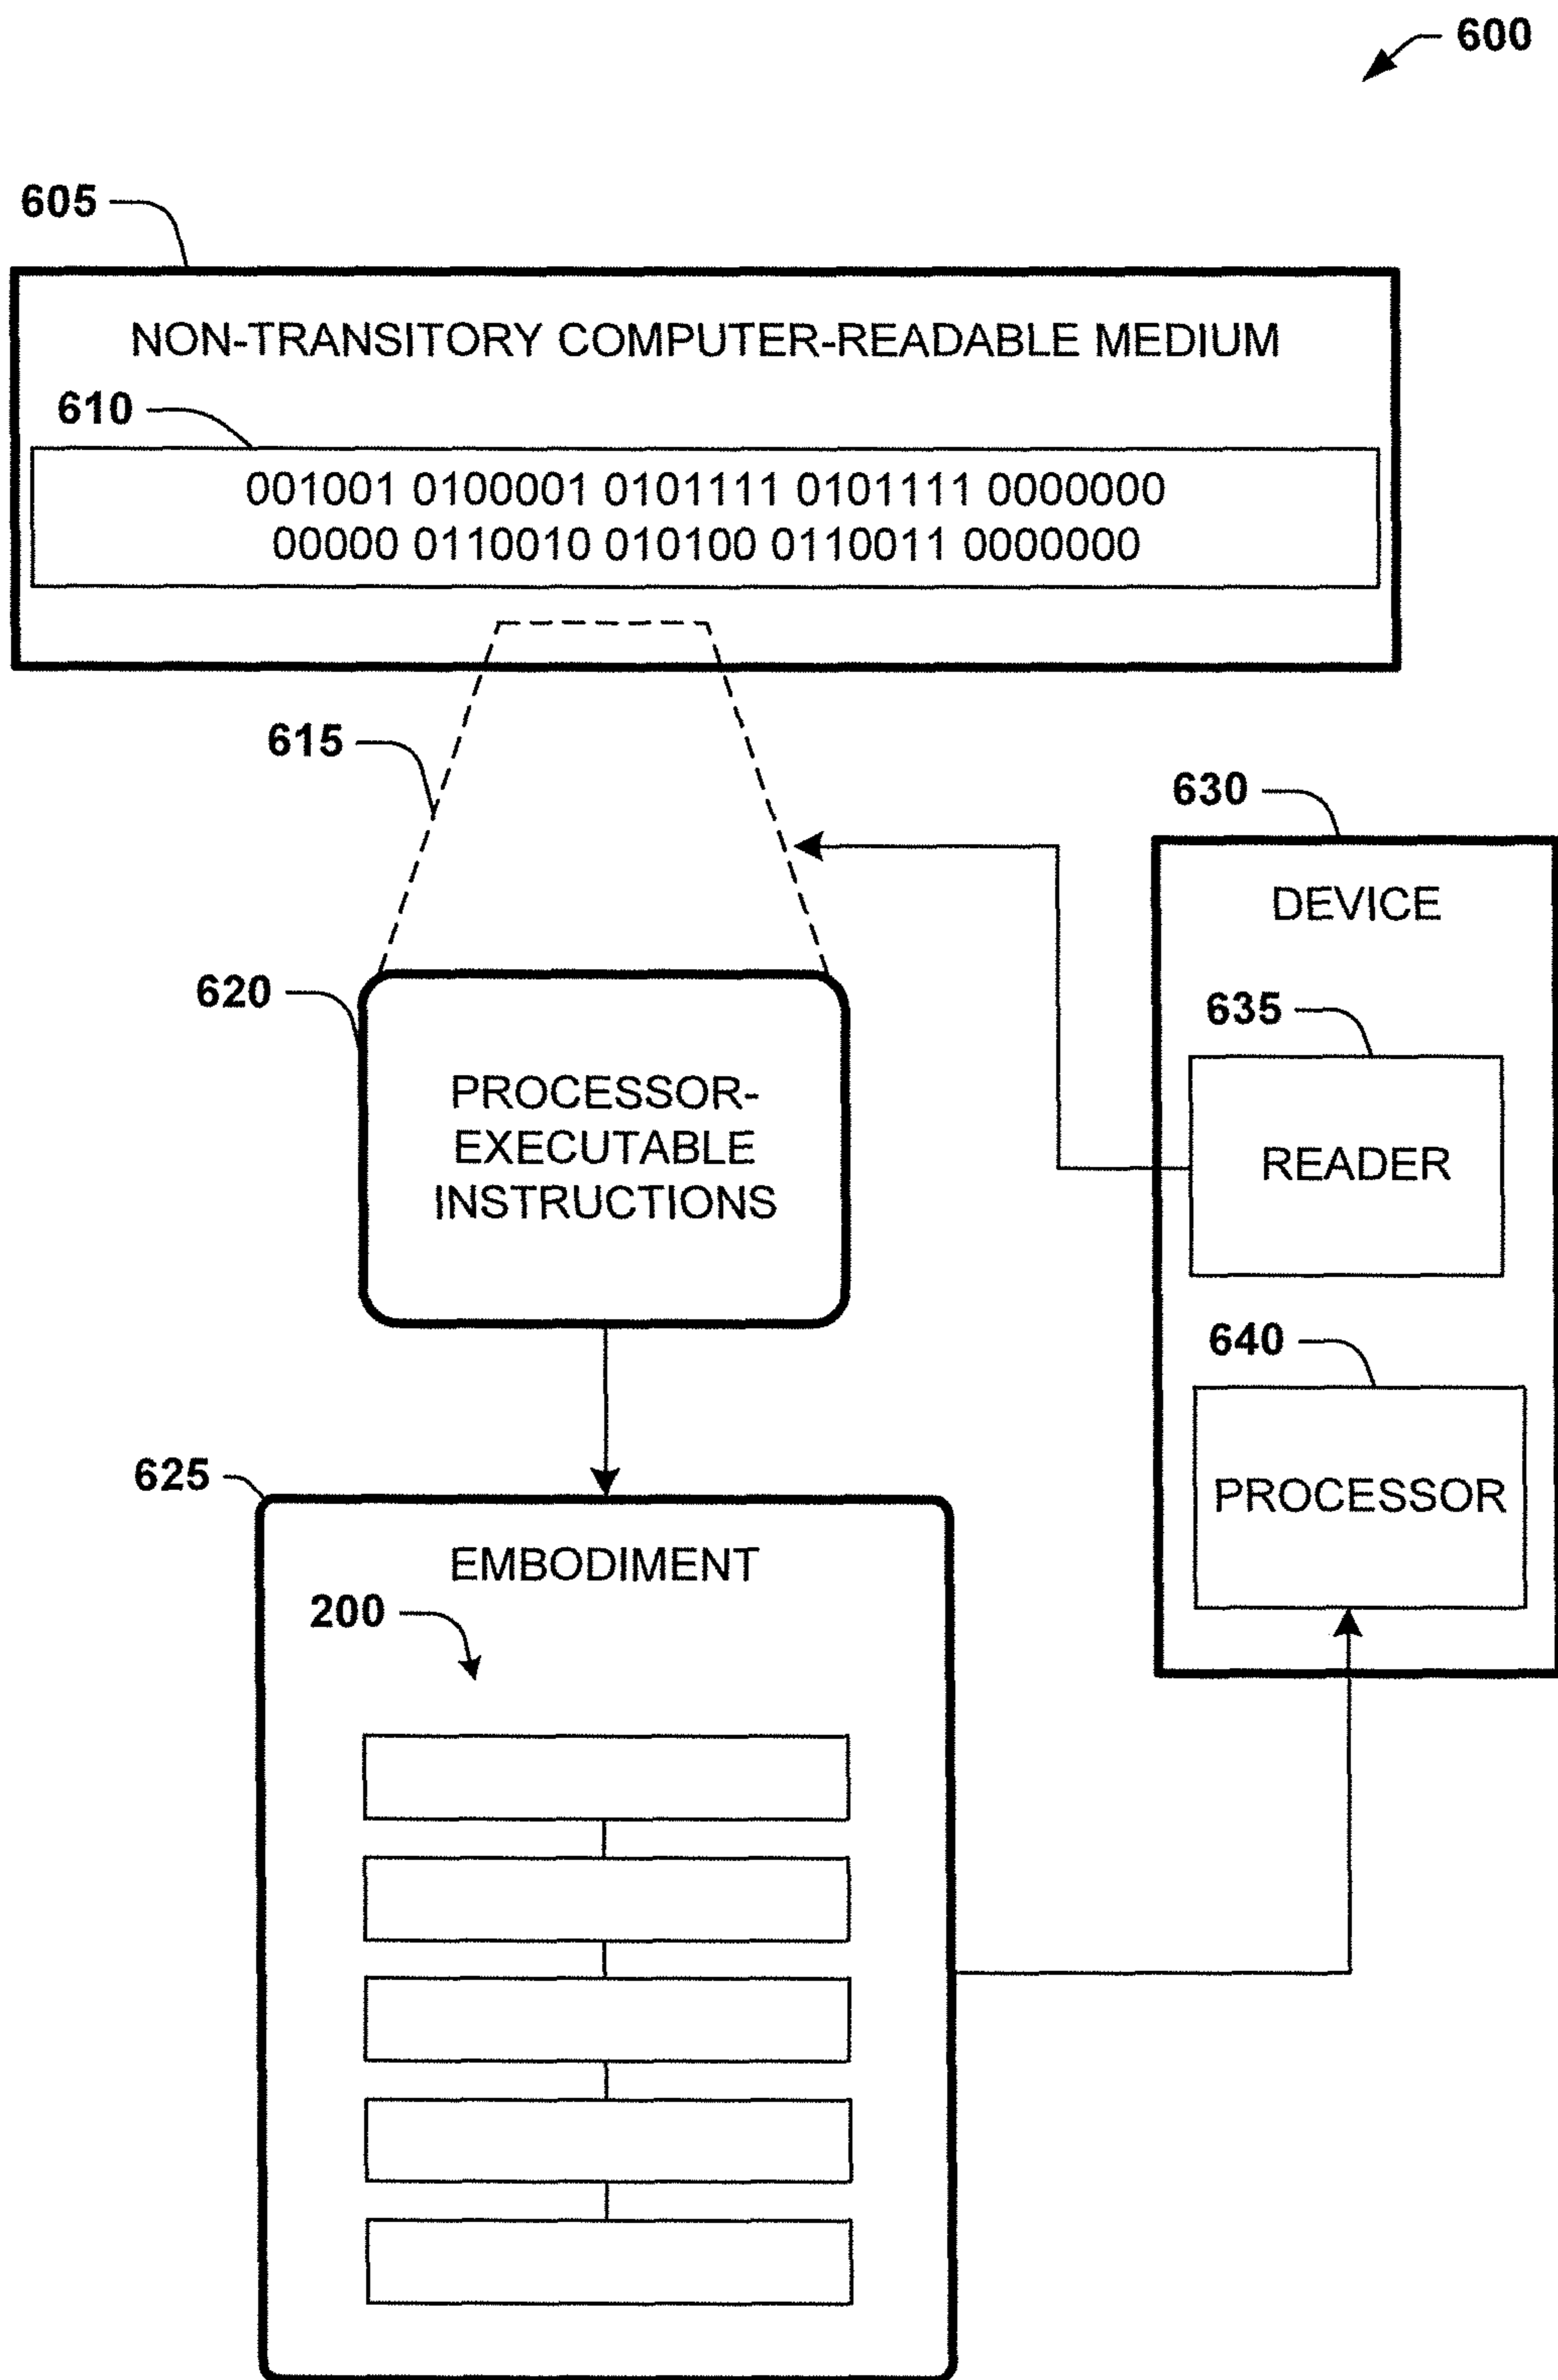 600
605
NON-TRANSITORY COMPUTER-READABLE MEDIUM
610
001001 0100001 0101111 0101111 0000000
00000 0110010 010100 0110011 0000000
615
630
DEVICE
620
635
PROCESSOR-
EXECUTABLE
INSTRUCTIONS
READER
640
PROCESSOR
625
EMBODIMENT
200